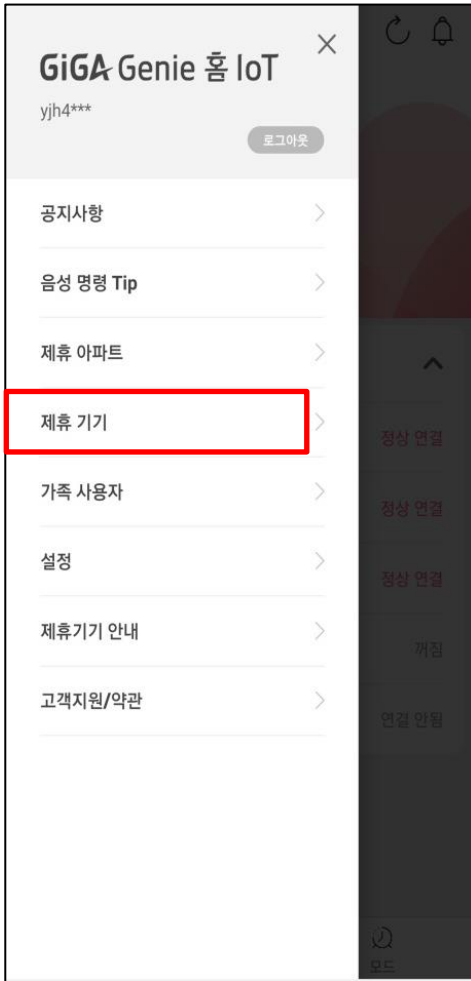 GiGA Genie 홈 IoT
yjh4***
로그아웃
공지사항
음성 명령 Tip
제휴 아파트
제휴 기기
정상 연결
가족 사용자
정상 연결
설정
정상 연결
제휴기기 안내
꺼짐
고객지원/약관
연결 안됨
모드